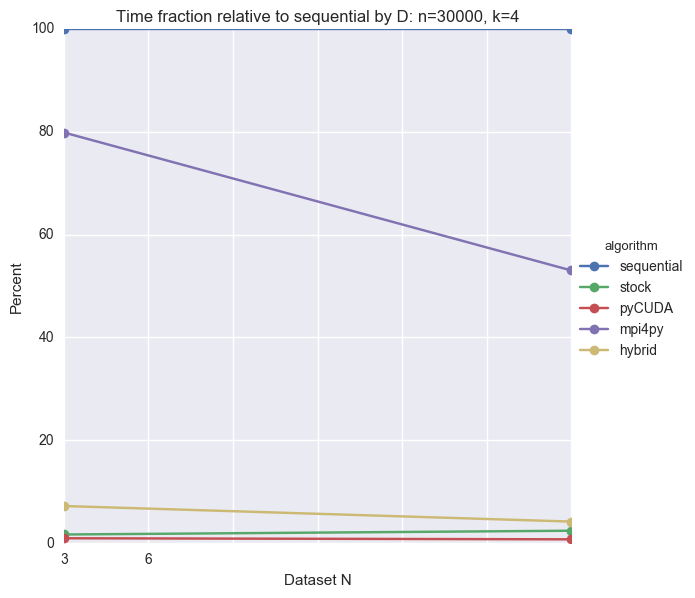 Time fraction relative to sequential by D: n=30000, k=4
100
80
60
40
20
0
Percent
3 6
Dataset N
algorithm
sequential
stock
pyCUDA
mpi4py
hybrid